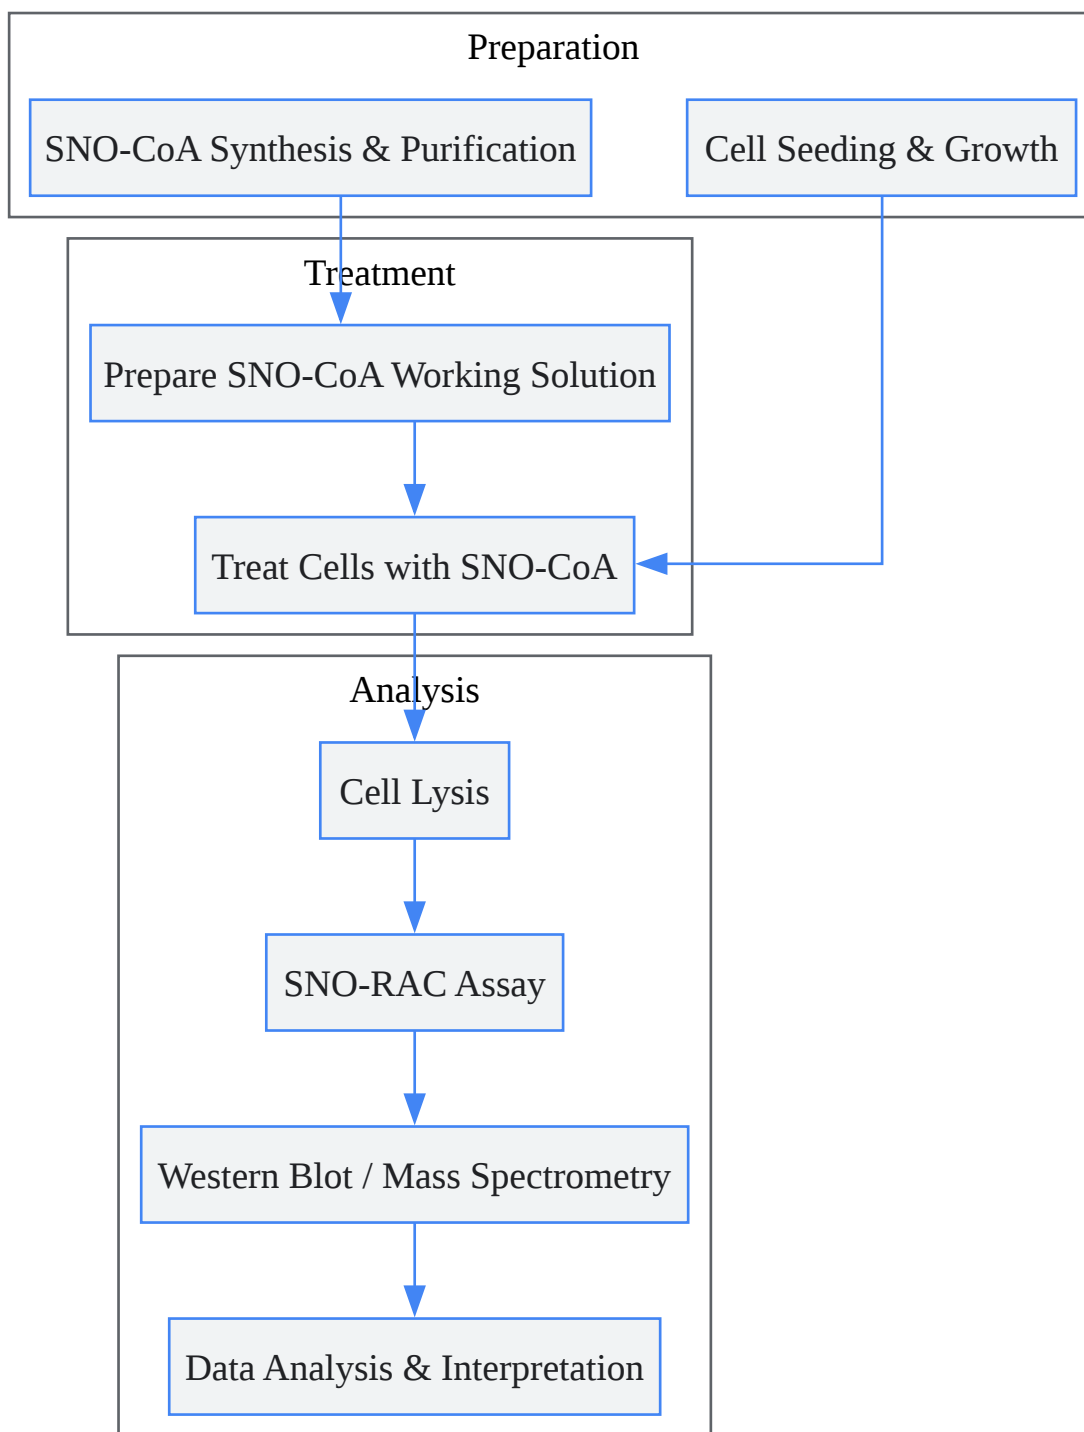 Preparation
SNO-CoA Synthesis & Purification
Cell Seeding & Growth
Treatment
Prepare SNO-CoA Working Solution
Treat Cells with SNO-CoA
Analysis
Cell Lysis
SNO-RAC Assay
Western Blot / Mass Spectrometry
Data Analysis & Interpretation